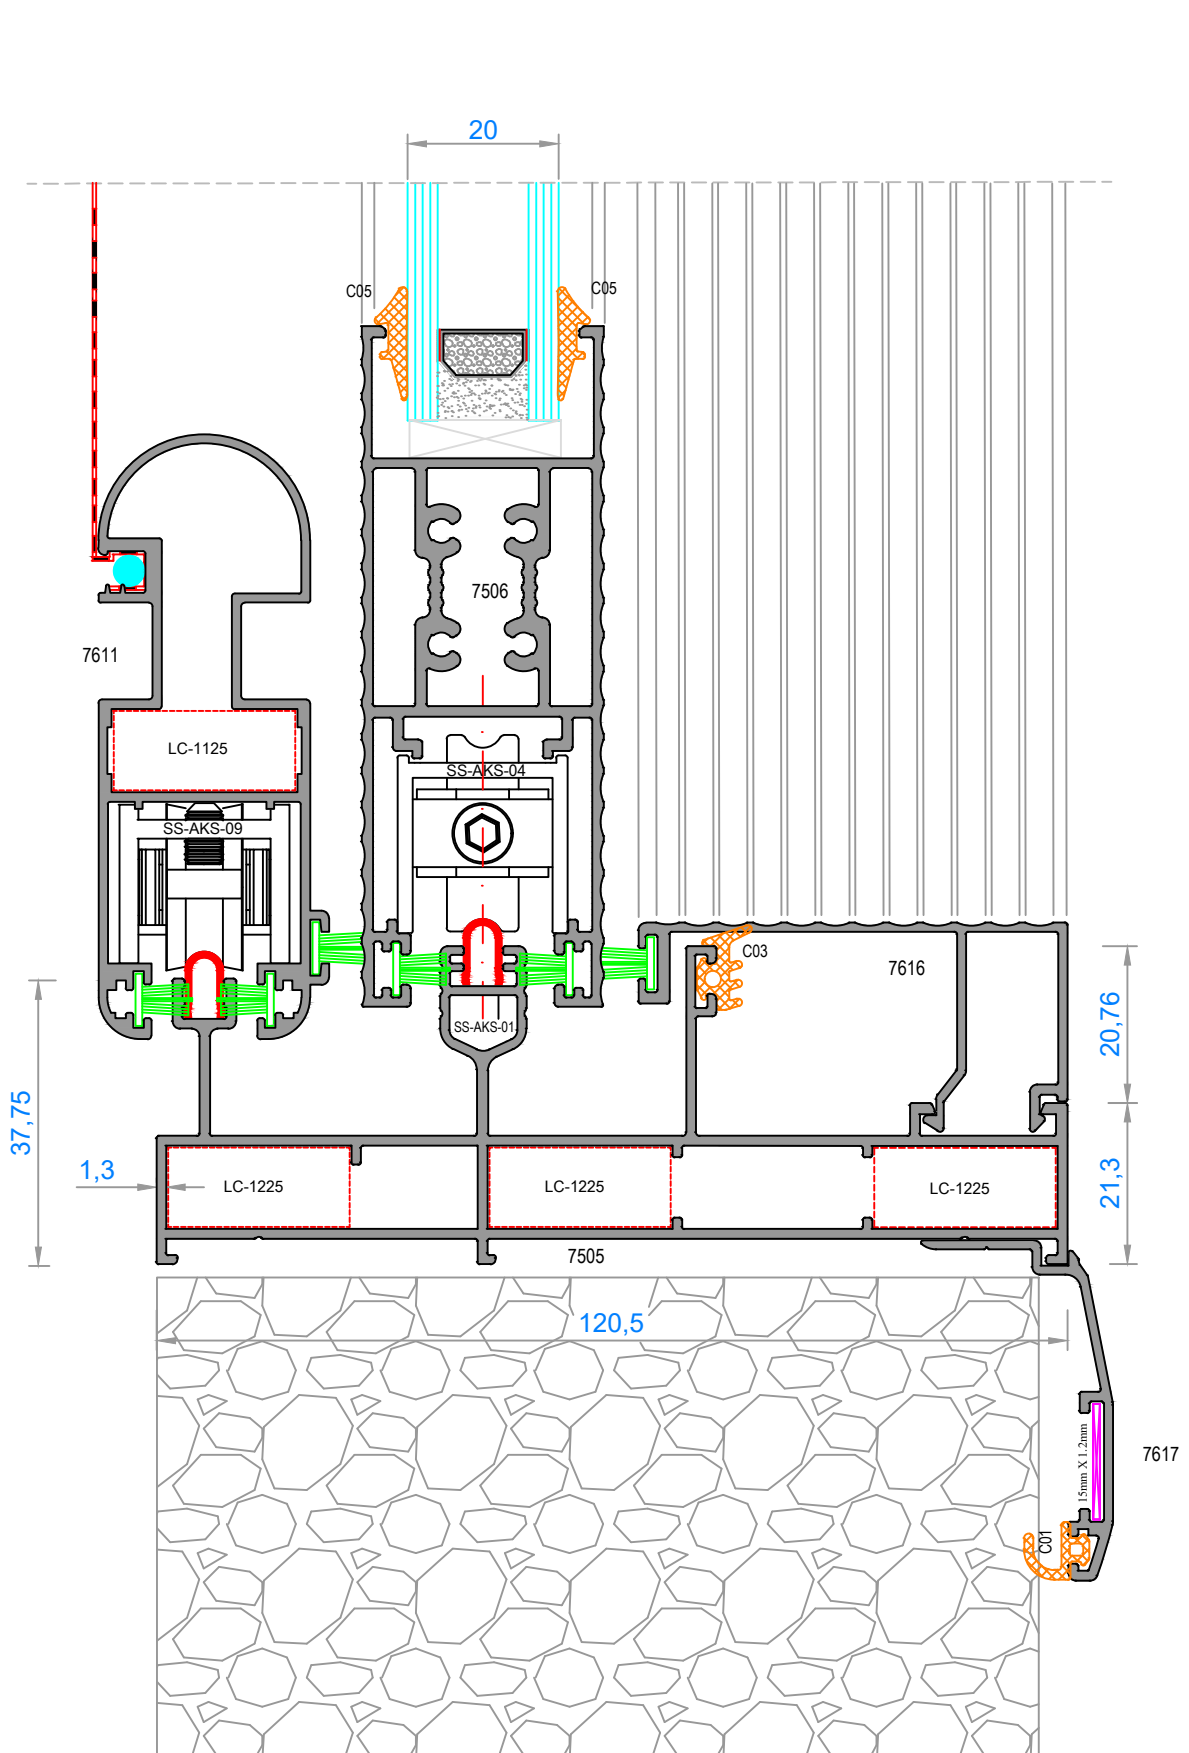 20
C05
C05
7506
7611
LC-1125
SS-AKS-04
SS-AKS-09
C03
7616
SS-AKS-01
20,76
37,75
1,3
LC-1225
LC-1225
LC-1225
21,3
7505
120,5
15mm X 1.2mm
7617
C01